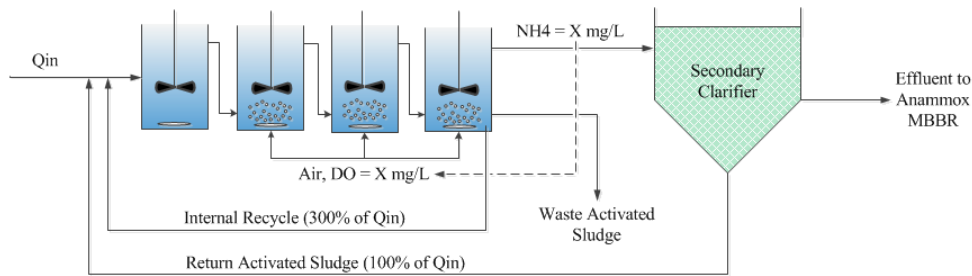 NH4 = X mg/L
Qin
Secondary
Clarifier
Effluent to
Anammox
MBBR
Air, DO = X mg/L
Internal Recycle (300% of Qin)
Waste Activated
Sludge
Return Activated Sludge (100% of Qin)